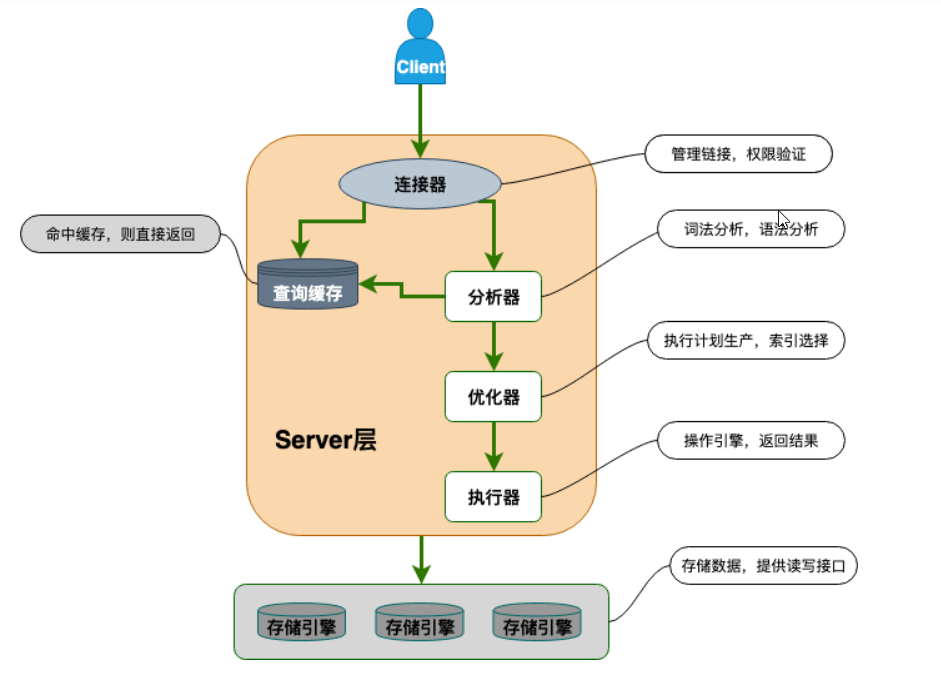 Client
管理链接，权限验证
连接器
词法分析，语法分析
命中缓存，则直接返回
查询缓存
分析器
执行计划生产，索引选择
优化器
Server层
操作引擎，返回结果
执行器
存储数据，提供读写接口
存储引擎
存储引擎
存储引擎